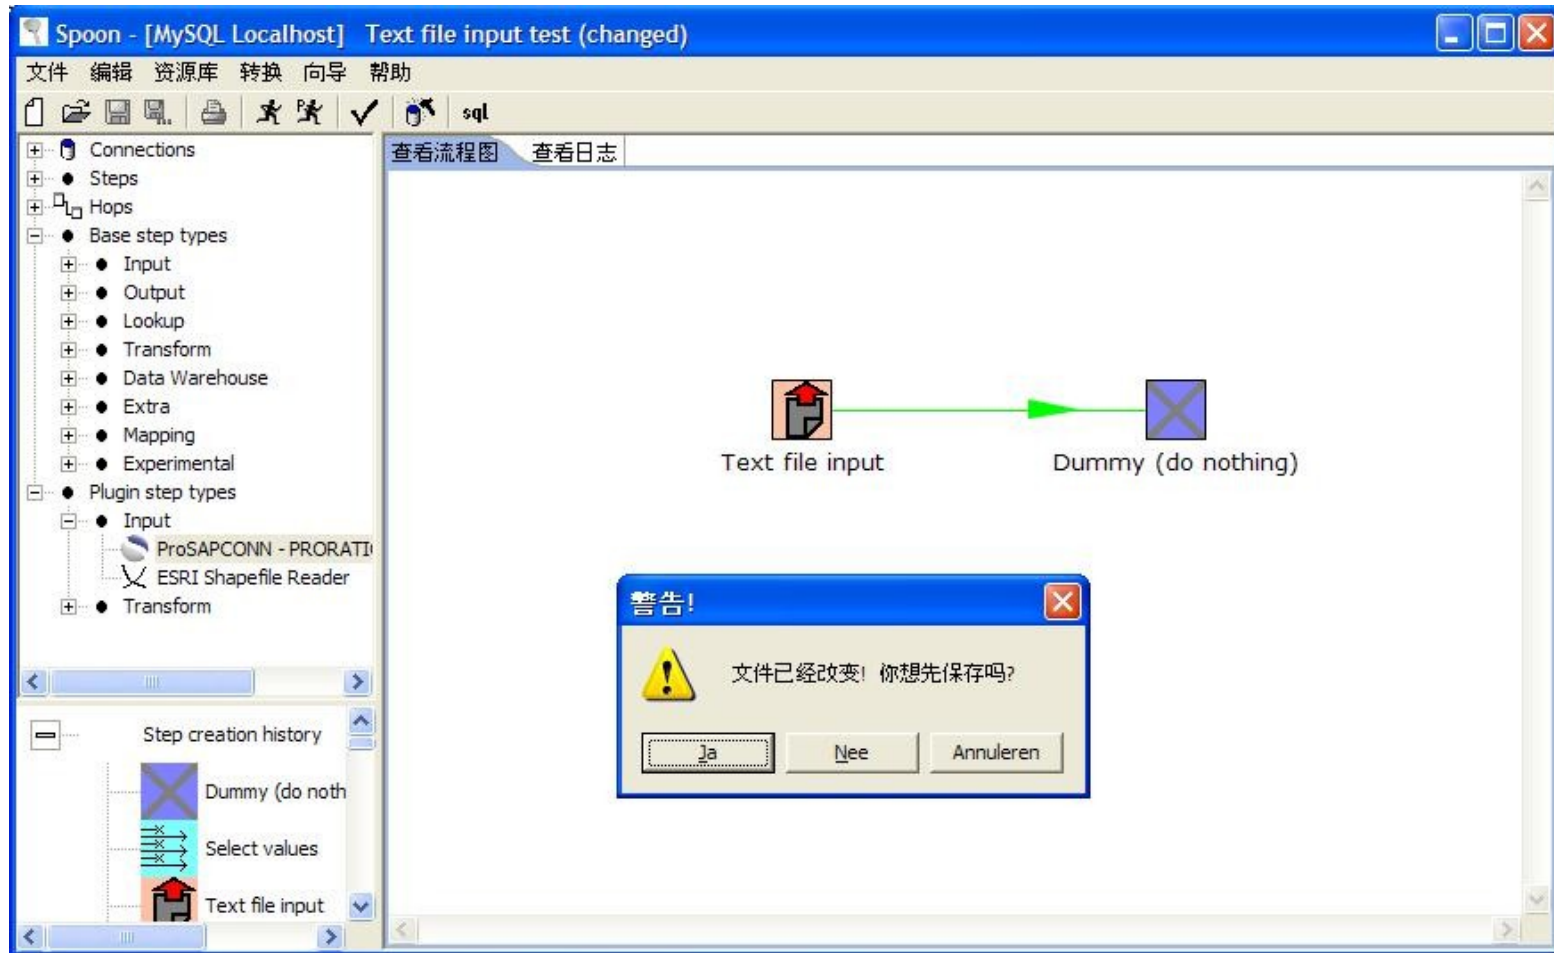 Spoon - [MySQL Localhost] Text file input test (changed)
文件 编辑 资源库 转换 向导 帮助
sql
Connections
Steps
Hops
Base step types
Input
Output
Lookup
Transform
Data Warehouse
Extra
Mapping
Experimental
Plugin step types
Input
ProSAPCONN - PRORATI
ESRI Shapefile Reader
Transform
Step creation history
Dummy (do noth
Select values
Text file input
查看流程图 查看日志
Text file input Dummy (do nothing)
警告!
文件已经改变! 你想先保存吗?
Ja Nee Annuleren